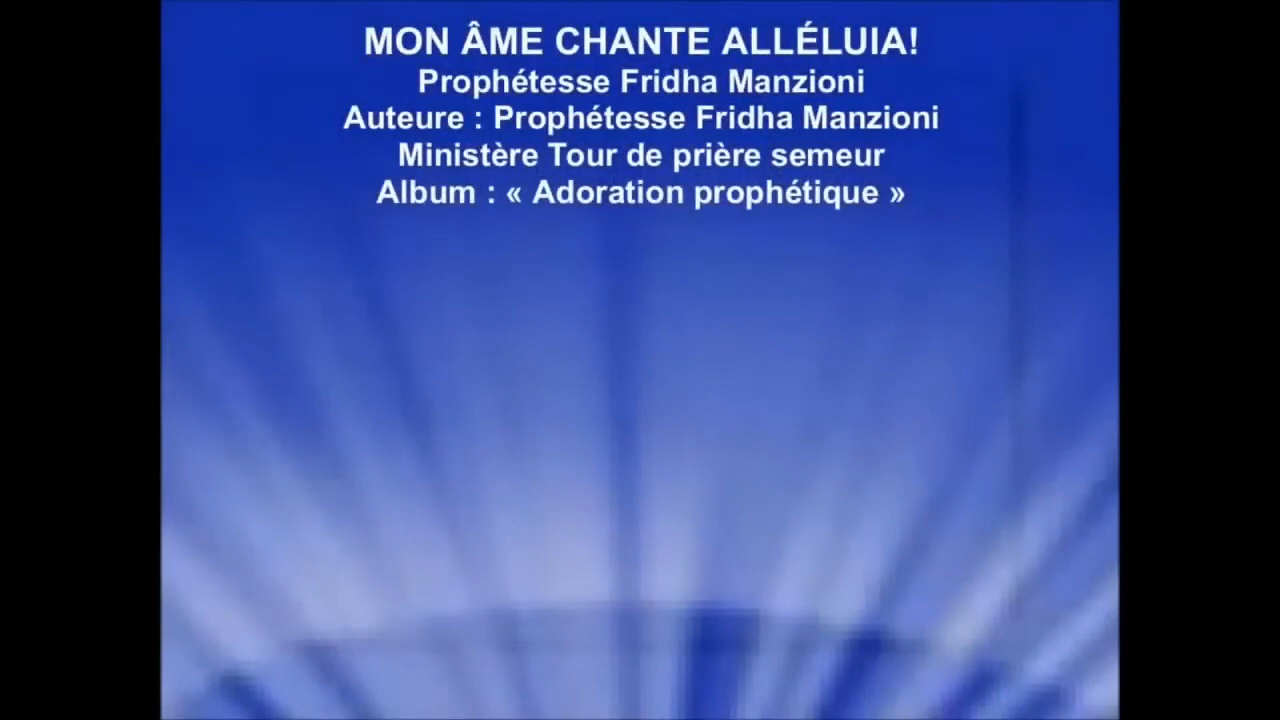 MON ÂME CHANTE ALLÉLUIA!
Prophétesse Fridha Manzioni
Auteure : Prophétesse Fridha Manzioni
Ministère Tour de prière semeur
Album : « Adoration prophétique »